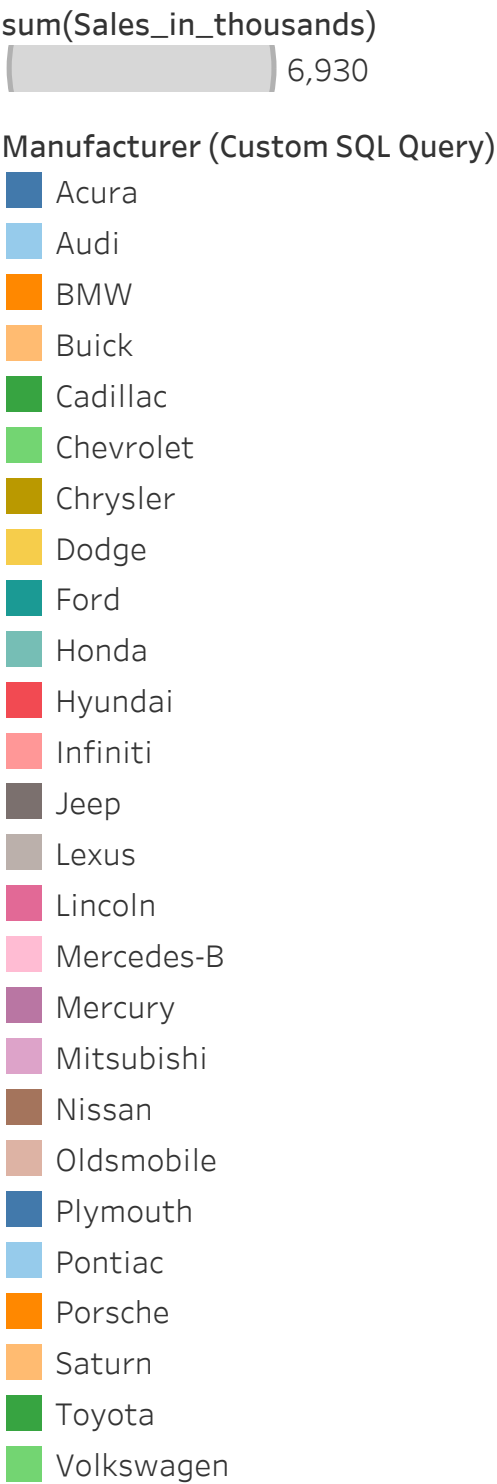 sum(Sales_in_thousands)
6,930
Manufacturer (Custom SQL Query)
Acura
Audi
BMW
Buick
Cadillac
Chevrolet
Chrysler
Dodge
Ford
Honda
Hyundai
Infiniti
Jeep
Lexus
Lincoln
Mercedes-B
Mercury
Mitsubishi
Nissan
Oldsmobile
Plymouth
Pontiac
Porsche
Saturn
Toyota
Volkswagen